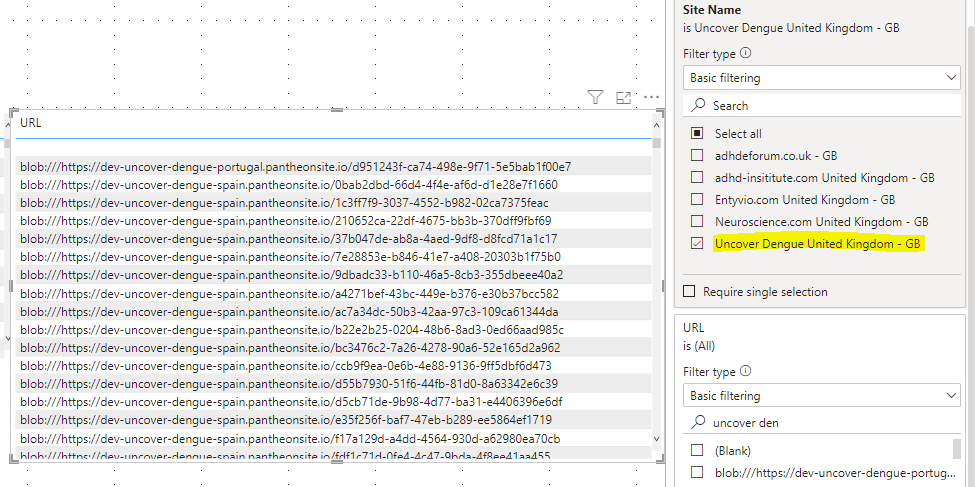 Site Name
is Uncover Dengue United Kingdom - GB
Filter type
Basic filtering
Search
Select all
adhdeforum.co.uk - GB
adhd-insititute.com United Kingdom - GB
Entyvio.com United Kingdom - GB
Neuroscience.com United Kingdom - GB
Uncover Dengue United Kingdom - GB
Require single selection
URL
is (All)
Filter type
Basic filtering
uncover den
(Blank)
blob:///https://dev-uncover-dengue-portug...
URL
blob:///https://dev-uncover-dengue-portugal.pantheonsite.io/d951243f-ca74-498e-9f71-5e5bab1f00e7
blob:///https://dev-uncover-dengue-spain.pantheonsite.io/0bab2dbd-66d4-4f4e-af6d-d1e28e7f1660
blob:///https://dev-uncover-dengue-spain.pantheonsite.io/1c3ff7f9-3037-4552-b982-02ca7375feac
blob:///https://dev-uncover-dengue-spain.pantheonsite.io/210652ca-22df-4675-bb3b-370dff9fbf69
blob:///https://dev-uncover-dengue-spain.pantheonsite.io/37b047de-ab8a-4aed-9df8-d8fcd71a1c17
blob:///https://dev-uncover-dengue-spain.pantheonsite.io/7e28853e-b846-41e7-a408-20303b1f75b0
blob:///https://dev-uncover-dengue-spain.pantheonsite.io/9dbadc33-b110-46a5-8cb3-355dbeee40a2
blob:///https://dev-uncover-dengue-spain.pantheonsite.io/a4271bef-43bc-449e-b376-e30b37bcc582
blob:///https://dev-uncover-dengue-spain.pantheonsite.io/ac7a34dc-50b3-42aa-97c3-109ca61344da
blob:///https://dev-uncover-dengue-spain.pantheonsite.io/b22e2b25-0204-48b6-8ad3-0ed66aad985c
blob:///https://dev-uncover-dengue-spain.pantheonsite.io/bc3476c2-7a26-4278-90a6-52e165d2a962
blob:///https://dev-uncover-dengue-spain.pantheonsite.io/ccb9f9ea-0e6b-4e88-9136-9ff5dbf6d473
blob:///https://dev-uncover-dengue-spain.pantheonsite.io/d55b7930-51f6-44fb-81d0-8a63342e6c39
blob:///https://dev-uncover-dengue-spain.pantheonsite.io/d5cb71de-9b98-4d77-ba31-e4406396e6df
blob:///https://dev-uncover-dengue-spain.pantheonsite.io/e35f256f-baf7-47eb-b289-ee5864ef1719
blob:///https://dev-uncover-dengue-spain.pantheonsite.io/f17a129d-a4dd-4564-930d-a62980ea70cb
blob:///https://dev-uncover-dengue-spain.pantheonsite.io/fdf1c71d-0fe4-4c47-9bda-4f8ee41aa455